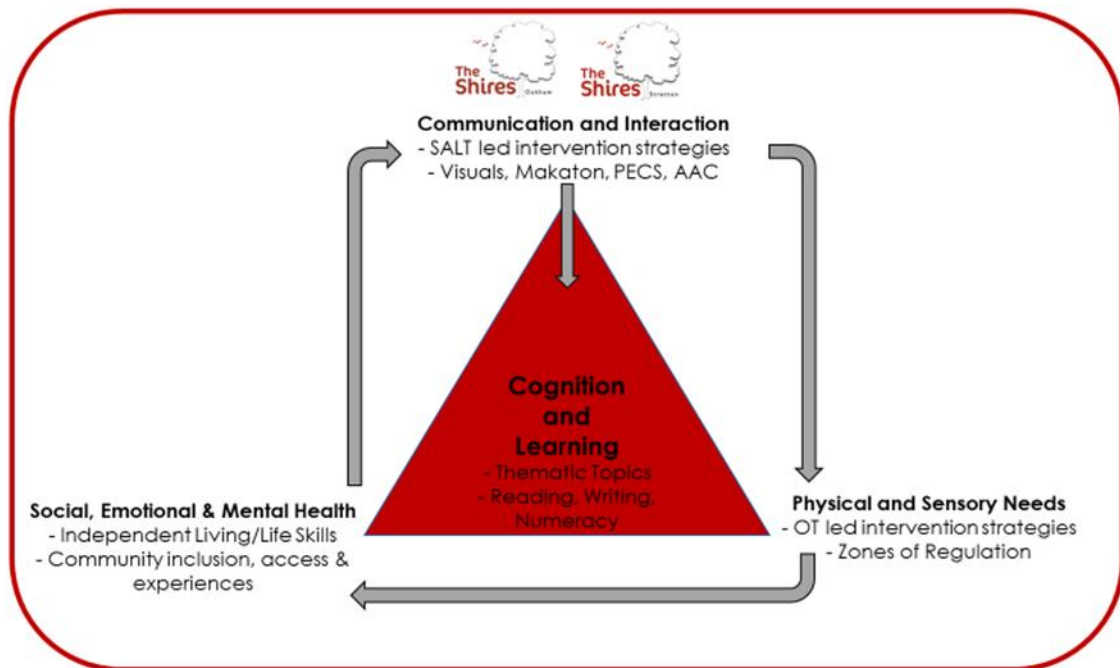 The
Shires
Oakham
The
Shires
Stretton
Communication and Interaction
- SALT led intervention strategies
- Visuals, Makaton, PECS, AAC
Cognition
and
Learning
- Thematic Topics
- Reading, Writing,
Numeracy
Social, Emotional & Mental Health
- Independent Living/Life Skills
- Community inclusion, access &
experiences
Physical and Sensory Needs
- OT led intervention strategies
- Zones of Regulation